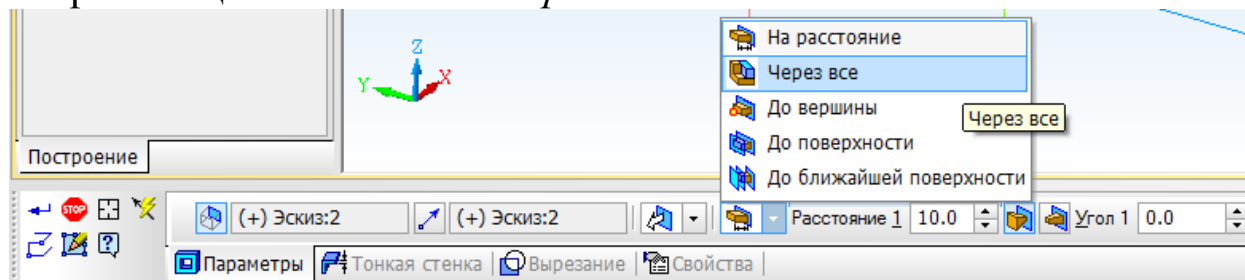 На расстояние
Z
Через все
Y X
До вершины
Через все
До поверхности
Построение
До ближайшей поверхности
STOP (+) Эскиз:2 (+) Эскиз:2 Расстояние 1 10.0 Угол 1 0.0
Параметры Тонкая стенка Вырезание Свойства